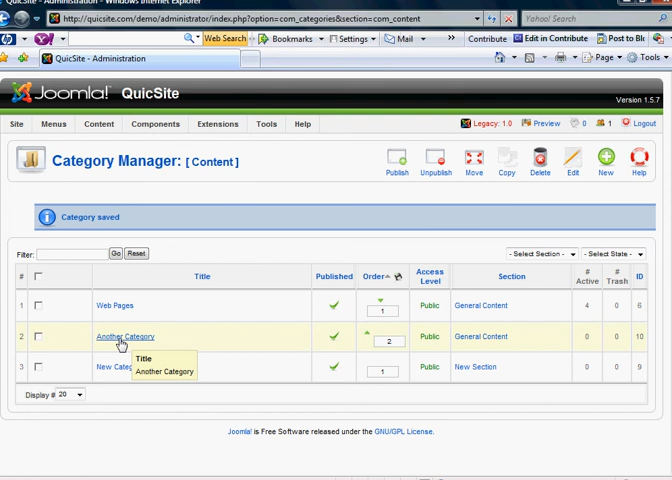 Administration - Windows Internet Explorer
http://quicsite.com/demo/administrator/index.php?option=com_categories&section=com_content
Yahoo! Search
Web Search Bookmarks Settings Mail Contribute Edit in Contribute Post to Bl
QuicSite - Administration
Page Tools
Joomla! QuicSite
Version 1.5.7
Site Menus Content Components Extensions Tools Help Legacy: 1.0 Preview 0 1 Logout
Category Manager: [ Content ]
Publish Unpublish Move Copy Delete Edit New Help
Category saved
Filter: Go Reset - Select Section - - Select State -
# Title Published Order Access Level Section # Active # Trash ID
1 Web Pages 1 Public General Content 4 0 6
2 Another Category 2 Public General Content 0 0 10
Title
Another Category
3 New Categ 1 Public New Section 0 0 9
Display # 20
Joomla! is Free Software released under the GNU/GPL License.